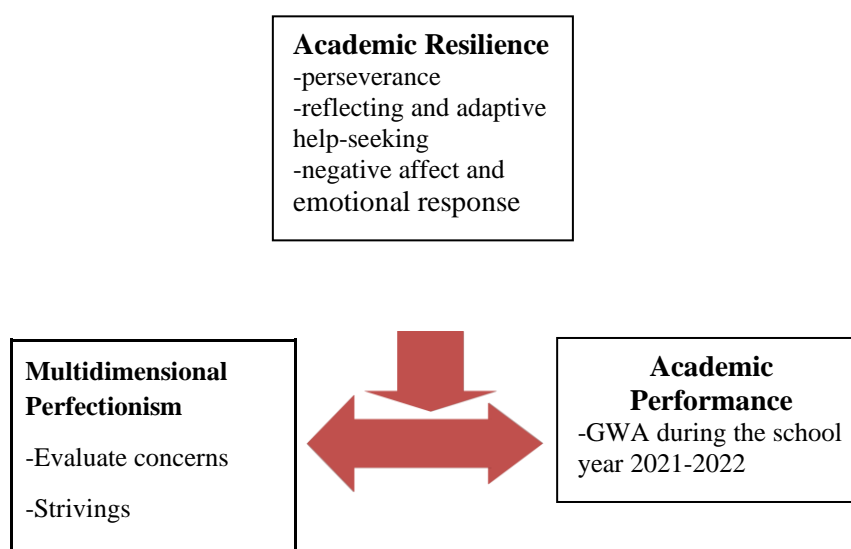 Academic Resilience
-perseverance
-reflecting and adaptive
help-seeking
-negative affect and
emotional response
Multidimensional
Perfectionism
-Evaluate concerns
-Strivings
Academic
Performance
-GWA during the school
year 2021-2022